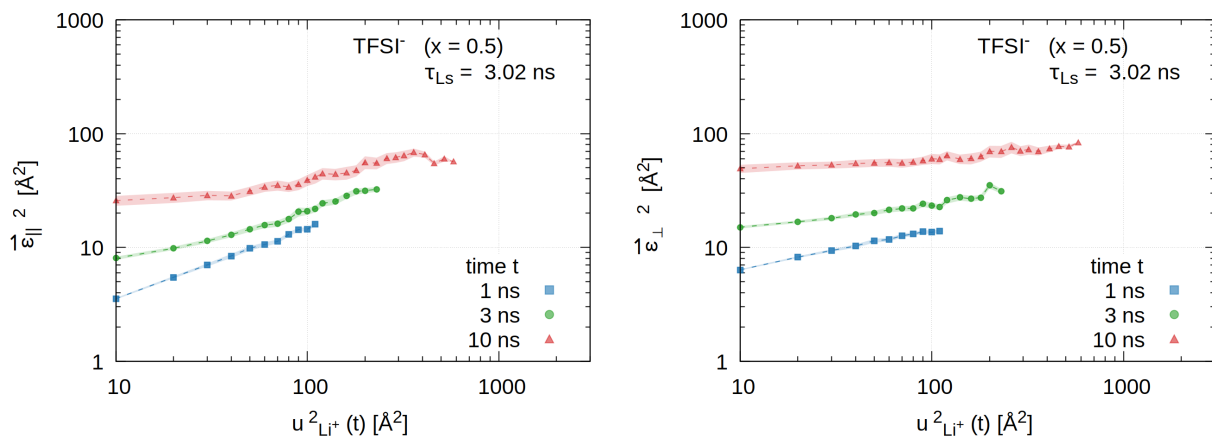 1000
100
10
1
10
100
1000
ε⃗∥ ² [Å²]
u ²Li⁺ (t) [Å²]
TFSI⁻ (x = 0.5)
τLs = 3.02 ns
time t
1 ns
3 ns
10 ns
1000
100
10
1
10
100
1000
ε⃗⊥ ² [Å²]
u ²Li⁺ (t) [Å²]
TFSI⁻ (x = 0.5)
τLs = 3.02 ns
time t
1 ns
3 ns
10 ns